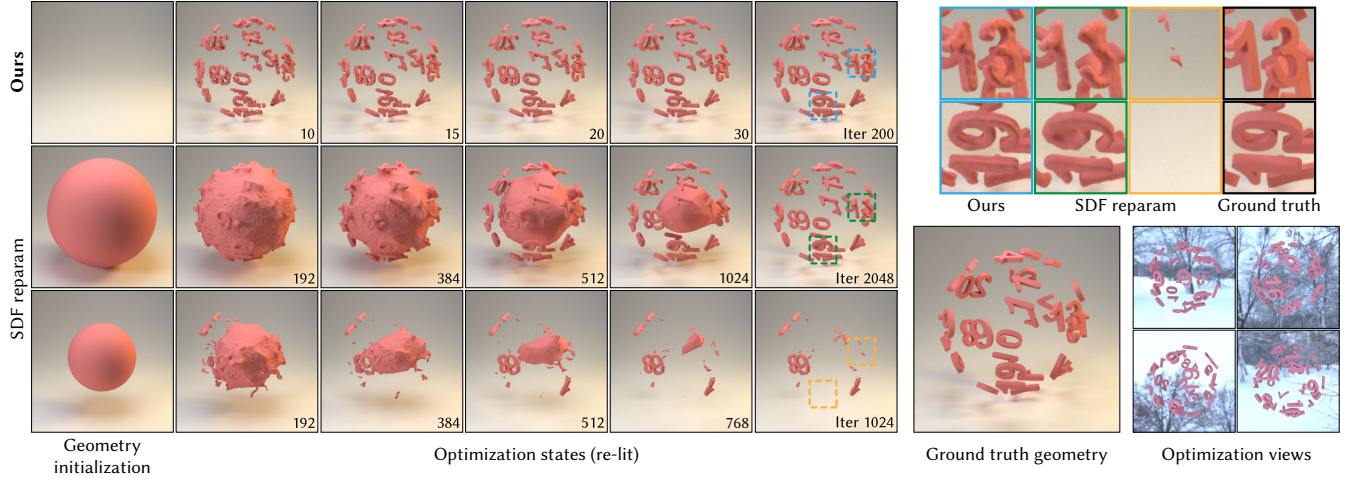 Ours
10
15
20
30
Iter 200
SDF reparam
192
384
512
1024
Iter 2048
192
384
512
768
Iter 1024
Geometry
initialization
Optimization states (re-lit)
Ours
SDF reparam
Ground truth
Ground truth geometry
Optimization views